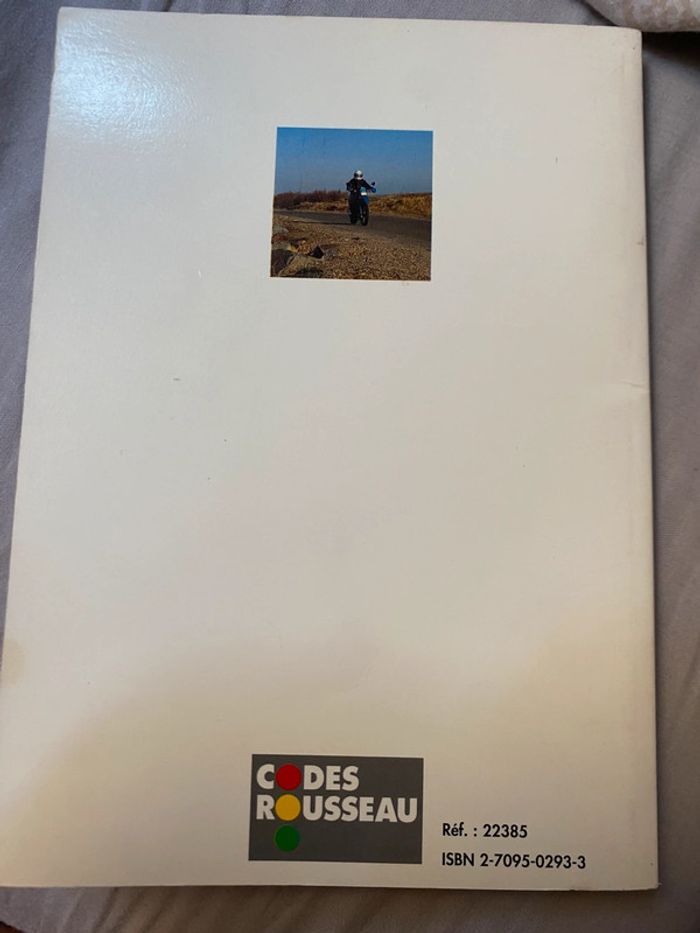 CODES
ROUSSEAU
Réf. : 22385
ISBN 2-7095-0293-3